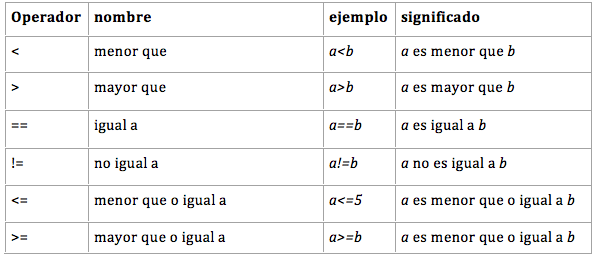 Operador nombre ejemplo significado
< menor que a<b a es menor que b
> mayor que a>b a es mayor que b
== igual a a==b a es igual a b
!= no igual a a!=b a no es igual a b
<= menor que o igual a a<=5 a es menor que o igual a b
>= mayor que o igual a a>=b a es menor que o igual a b